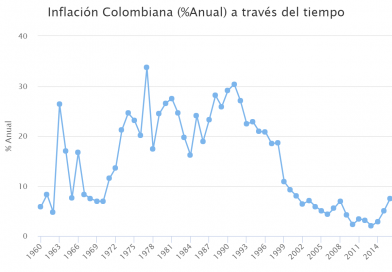 Inflación Colombiana (%Anual) a través del tiempo
40
30
20
10
0
% Anual
1960 1963 1966 1969 1972 1975 1978 1981 1984 1987 1990 1993 1996 1999 2002 2005 2008 2011 2014